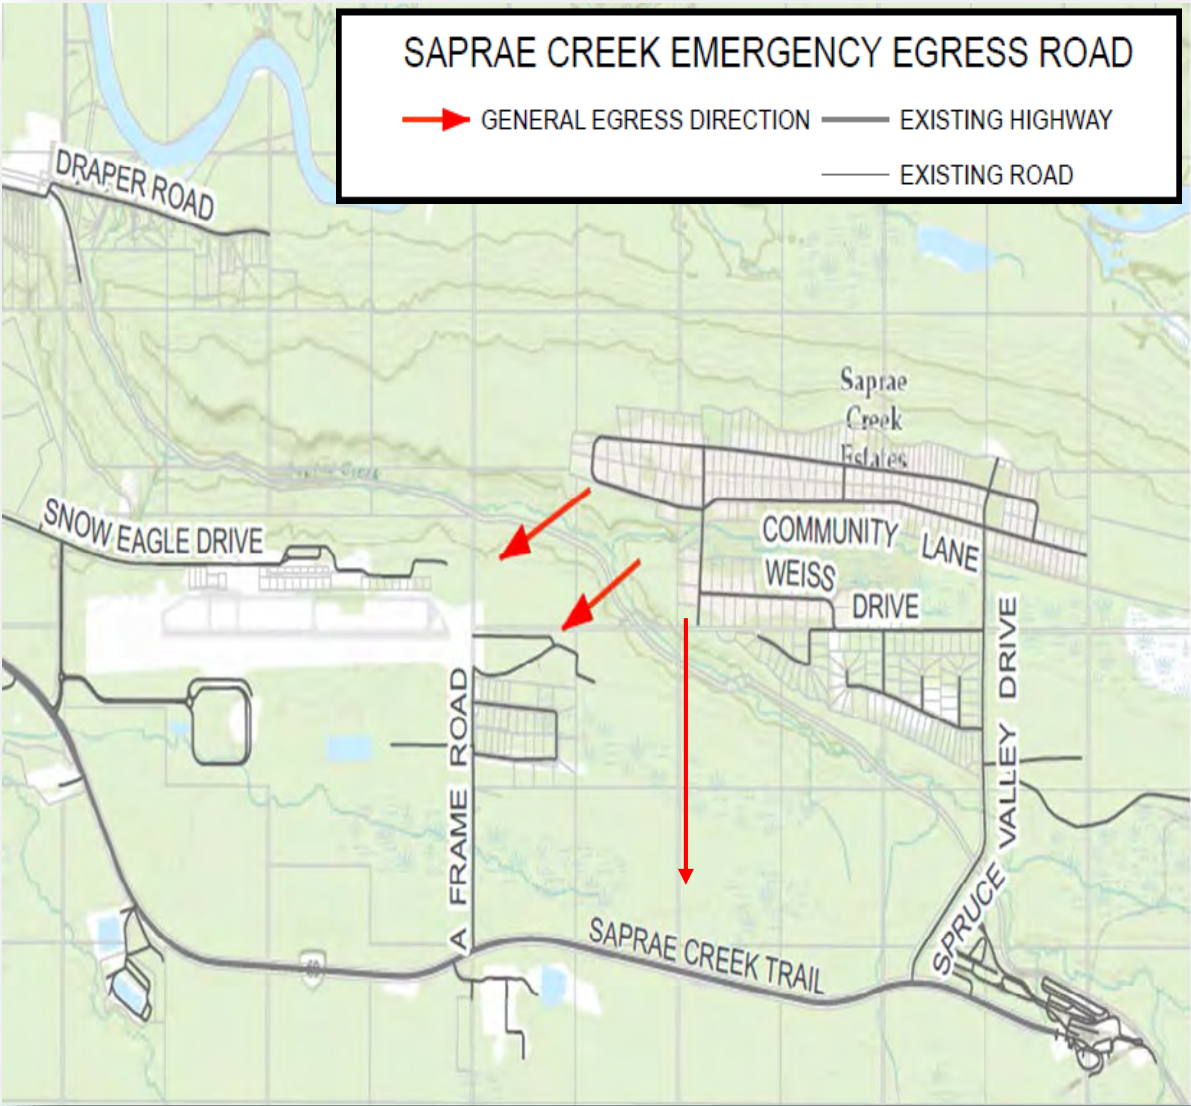 SAPRAE CREEK EMERGENCY EGRESS ROAD
GENERAL EGRESS DIRECTION
EXISTING HIGHWAY
EXISTING ROAD
DRAPER ROAD
Saprae
Creek
Estates
SNOW EAGLE DRIVE
COMMUNITY LANE
WEISS
DRIVE
A FRAME ROAD
SPRUCE VALLEY DRIVE
SAPRAE CREEK TRAIL
69